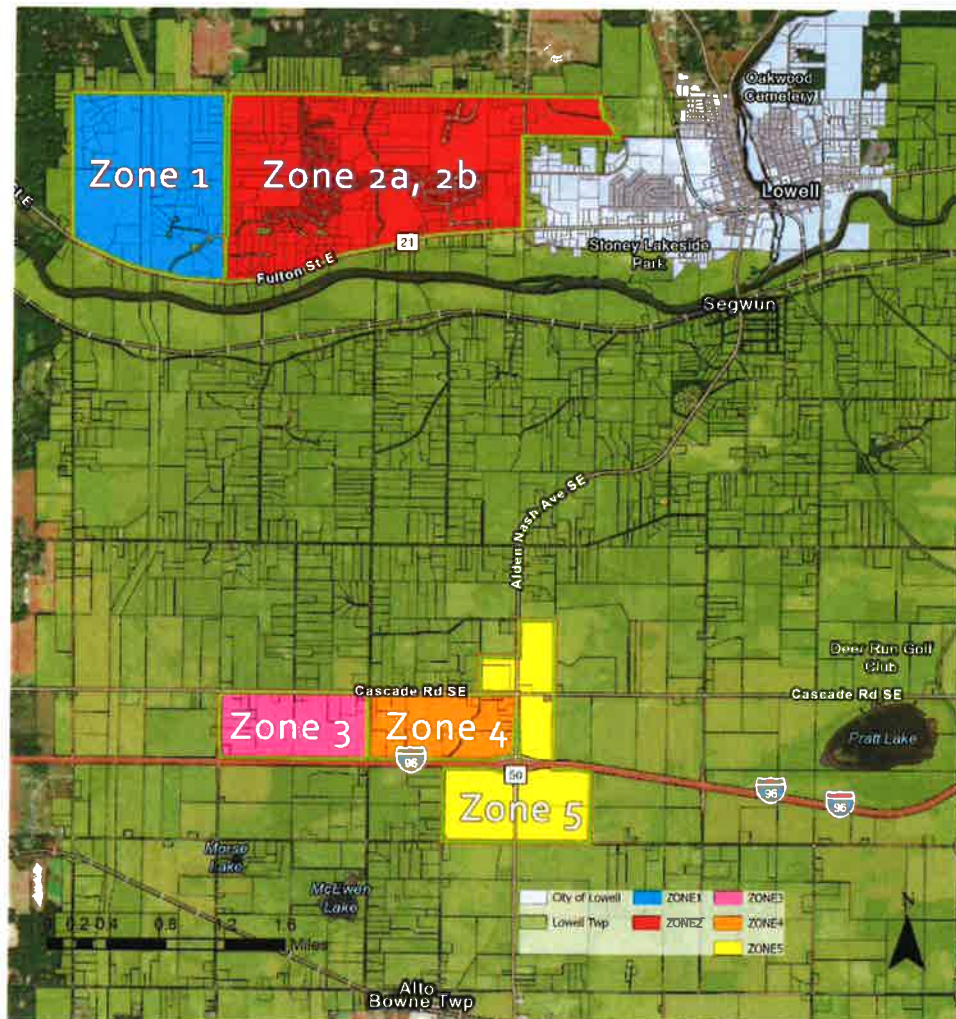 Oakwood
Cemetery
Zone 1
Zone 2a, 2b
Lowell
St E
21
Stoney Lakeside
Park
Fulton St E
Segwun
Alden Nash Ave SE
Deer Run Golf
Club
Cascade Rd SE
Cascade Rd SE
Zone 3
Zone 4
Pratt Lake
96
50
96
96
Zone 5
Morse
Lake
McEwen
Lake
City of Lowell
ZONE1
ZONE3
Lowell Twp
ZONE2
ZONE4
ZONE5
N
0 0.2 0.4
0.8
1.2
1.6
Miles
Alto
Bowne Twp